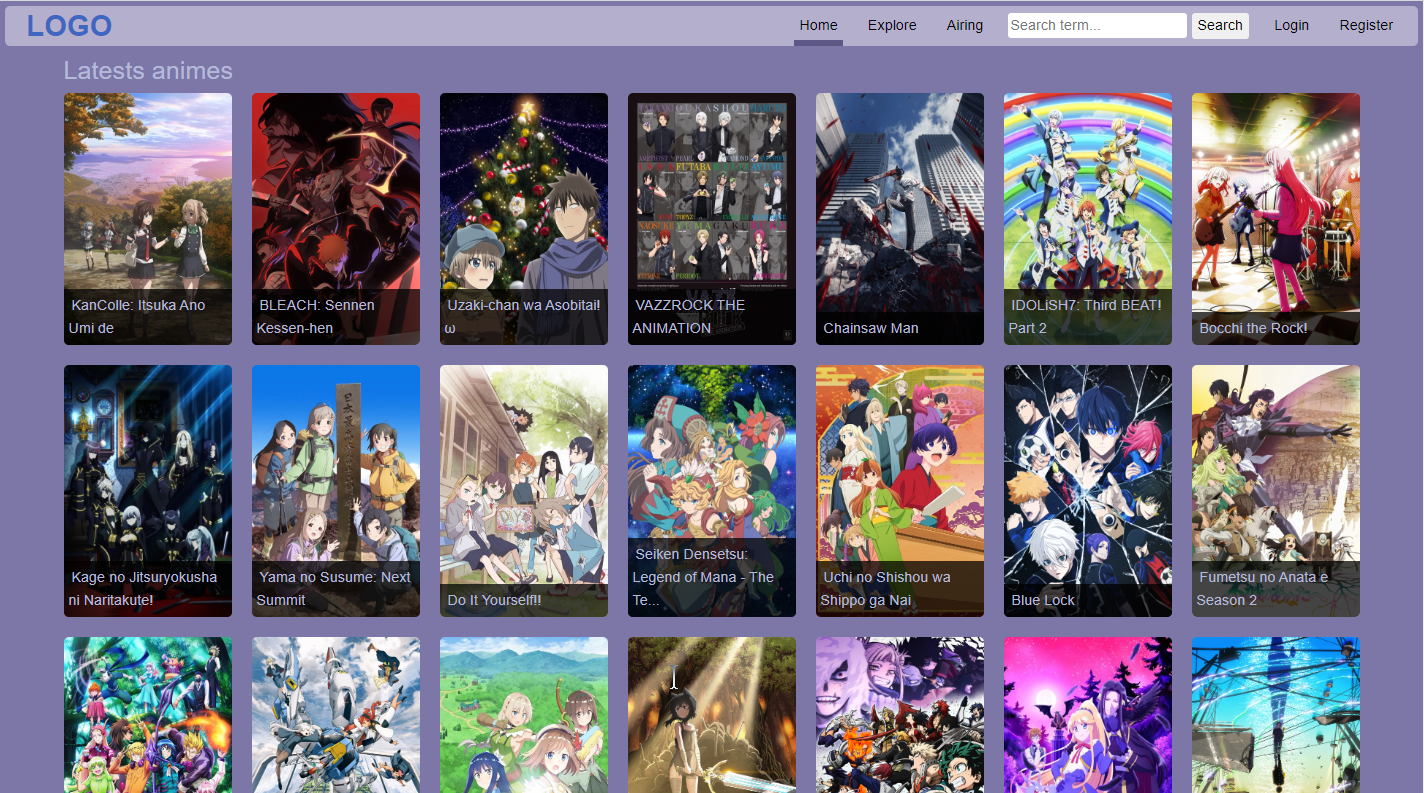 LOGO
Home Explore Airing Search term... Search Login Register
Latests animes
KanColle: Itsuka Ano
Umi de
BLEACH: Sennen
Kessen-hen
Uzaki-chan wa Asobitai!
ω
VAZZROCK THE
ANIMATION
Chainsaw Man
IDOLiSH7: Third BEAT!
Part 2
Bocchi the Rock!
Kage no Jitsuryokusha
ni Naritakute!
Yama no Susume: Next
Summit
Do It Yourself!!
Seiken Densetsu:
Legend of Mana - The
Te...
Uchi no Shishou wa
Shippo ga Nai
Blue Lock
Fumetsu no Anata e
Season 2